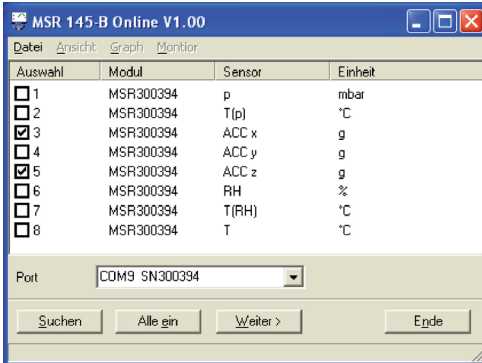 MSR 145-B Online V1.00
Datei Ansicht Graph Montior
Auswahl Modul Sensor Einheit
1 MSR300394 p mbar
2 MSR300394 T(p) °C
3 MSR300394 ACC x g
4 MSR300394 ACC y g
5 MSR300394 ACC z g
6 MSR300394 RH %
7 MSR300394 T(RH) °C
8 MSR300394 T °C
Port COM9 SN300394
Suchen Alle ein Weiter > Ende